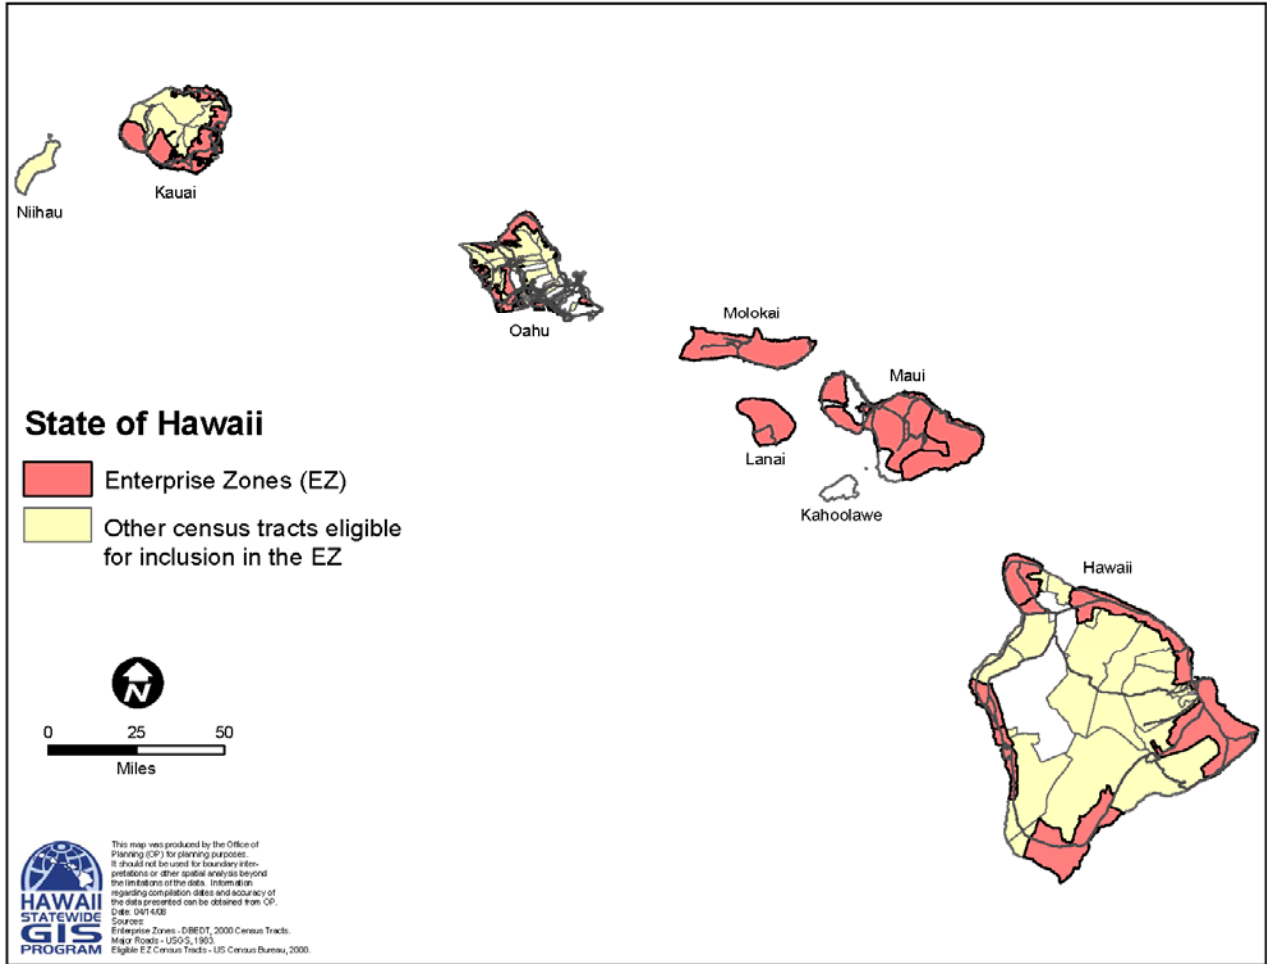 Kauai
Niihau
Oahu
Molokai
Maui
Lanai
Kahoolawe
Hawaii
State of Hawaii
Enterprise Zones (EZ)
Other census tracts eligible
for inclusion in the EZ
N
0 25 50
Miles
HAWAII
STATEWIDE
GIS
PROGRAM
This map was produced by the Office of
Planning (OP) for planning purposes.
It should not be used for boundary inter-
pretations or other spatial analysis beyond
the limitations of the data. Information
regarding compilation dates and accuracy of
the data presented can be obtained from OP.
Date: 04/14/08
Sources:
Enterprise Zones - DBEDT, 2000 Census Tracts.
Major Roads - USGS, 1983.
Eligible EZ Census Tracts - US Census Bureau, 2000.